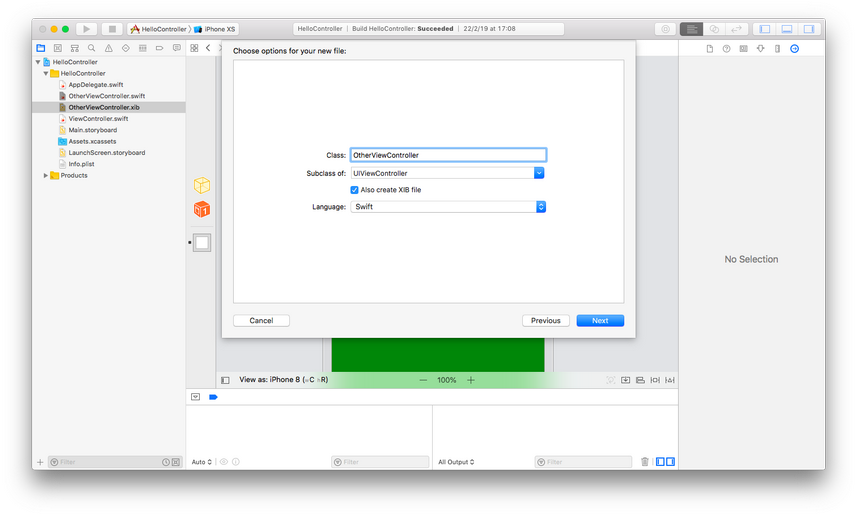 HelloController
iPhone XS
HelloController | Build HelloController: Succeeded | 22/2/19 at 17:08
Choose options for your new file:
HelloController
HelloController
AppDelegate.swift
OtherViewController.swift
OtherViewController.xib
ViewController.swift
Main.storyboard
Assets.xcassets
LaunchScreen.storyboard
Info.plist
Products
Class: OtherViewController
Subclass of: UIViewController
Also create XIB file
Language: Swift
Cancel Previous Next
No Selection
View as: iPhone 8 (wC hR) 100%
Filter
Auto
Filter
All Output
Filter